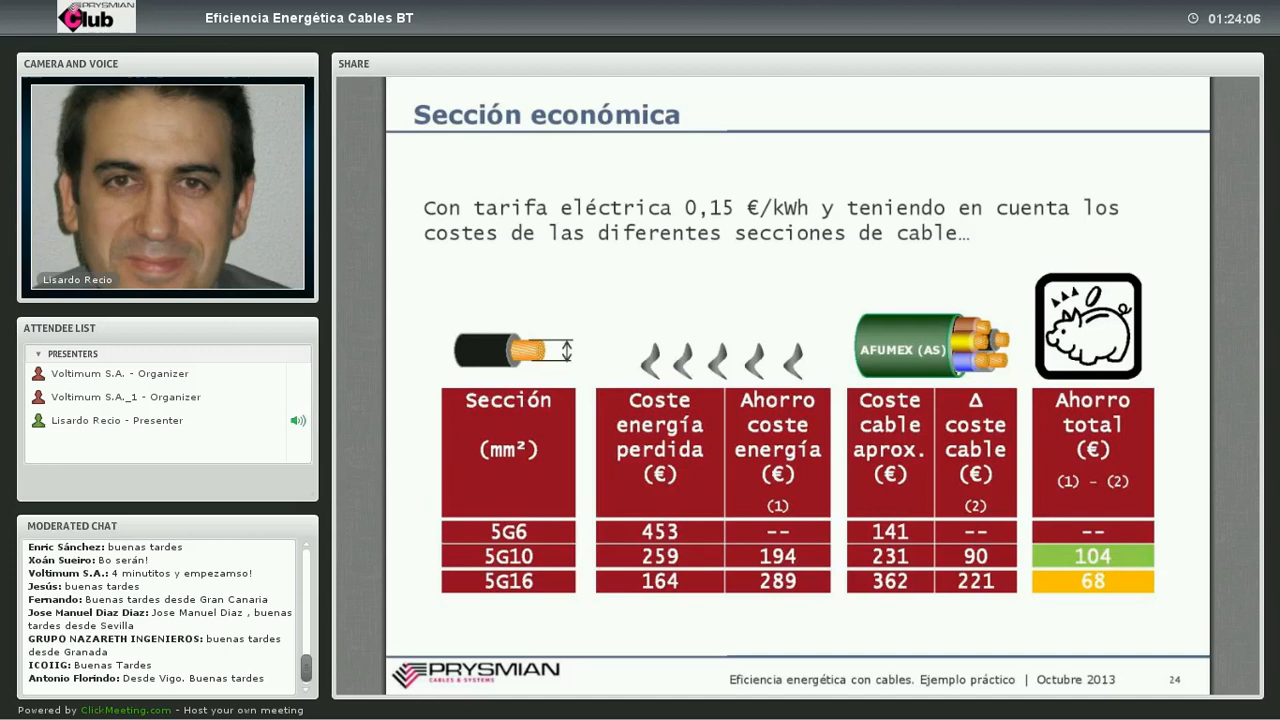 PRYSMIAN
Club
Eficiencia Energética Cables BT
01:24:06
CAMERA AND VOICE
Lisardo Recio
ATTENDEE LIST
PRESENTERS
Voltimum S.A. - Organizer
Voltimum S.A._1 - Organizer
Lisardo Recio - Presenter
MODERATED CHAT
Enric Sánchez: buenas tardes
Xoán Sueiro: Bo serán!
Voltimum S.A.: 4 minutitos y empezamso!
Jesús: buenas tardes
Fernando: Buenas tardes desde Gran Canaria
Jose Manuel Diaz Diaz: Jose Manuel Diaz , buenas
tardes desde Sevilla
GRUPO NAZARETH INGENIEROS: buenas tardes
desde Granada
ICOIIG: Buenas Tardes
Antonio Florindo: Desde Vigo. Buenas tardes
Powered by ClickMeeting.com - Host your own meeting
SHARE
Sección económica
Con tarifa eléctrica 0,15 €/kWh y teniendo en cuenta los
costes de las diferentes secciones de cable…
AFUMEX (AS)
Sección
(mm²)
Coste
energía
perdida
(€)
Ahorro
coste
energía
(€)
(1)
Coste
cable
aprox.
(€)
Δ
coste
cable
(€)
(2)
Ahorro
total
(€)
(1) - (2)
5G6 453 -- 141 -- --
5G10 259 194 231 90 104
5G16 164 289 362 221 68
PRYSMIAN
CABLES & SYSTEMS
Eficiencia energética con cables. Ejemplo práctico | Octubre 2013 24